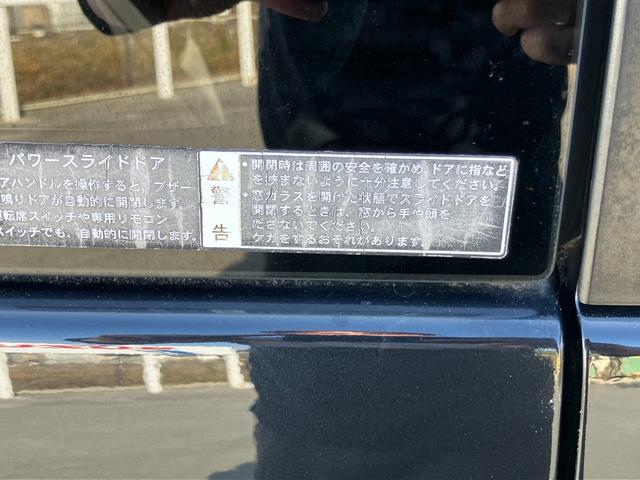 パワースライドドア
アハンドルを操作すると、ブザー
鳴りドアが自動的に開閉します。
転席スイッチや専用リモコン
スイッチでも、自動的に開閉します。
警告
・開閉時は周囲の安全を確かめ ドアに指など
を挟まないように十分注意してください。
・窓ガラスを開けた状態でスライドドアを
開閉するときは、窓から手や頭を
ださないでください。
ケガをするおそれがあります。